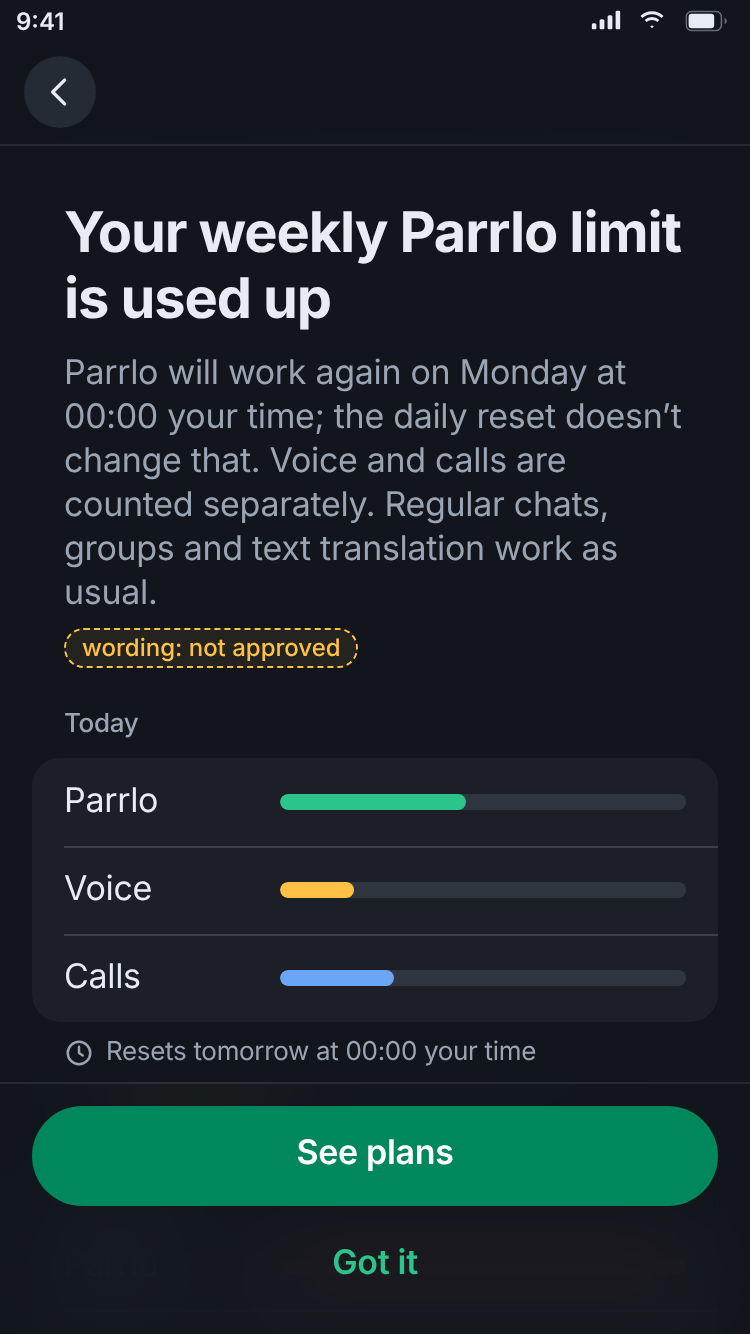 9:41
Your weekly Parrlo limit
is used up
Parrlo will work again on Monday at
00:00 your time; the daily reset doesn’t
change that. Voice and calls are
counted separately. Regular chats,
groups and text translation work as
usual.
wording: not approved
Today
Parrlo
Voice
Calls
Resets tomorrow at 00:00 your time
See plans
Got it